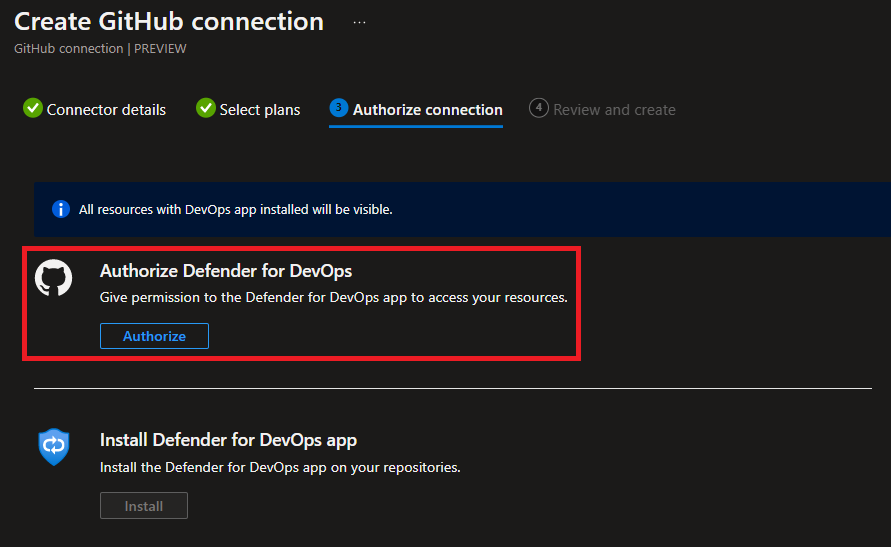 Create GitHub connection ...
GitHub connection | PREVIEW
Connector details Select plans 3 Authorize connection 4 Review and create
All resources with DevOps app installed will be visible.
Authorize Defender for DevOps
Give permission to the Defender for DevOps app to access your resources.
Authorize
Install Defender for DevOps app
Install the Defender for DevOps app on your repositories.
Install